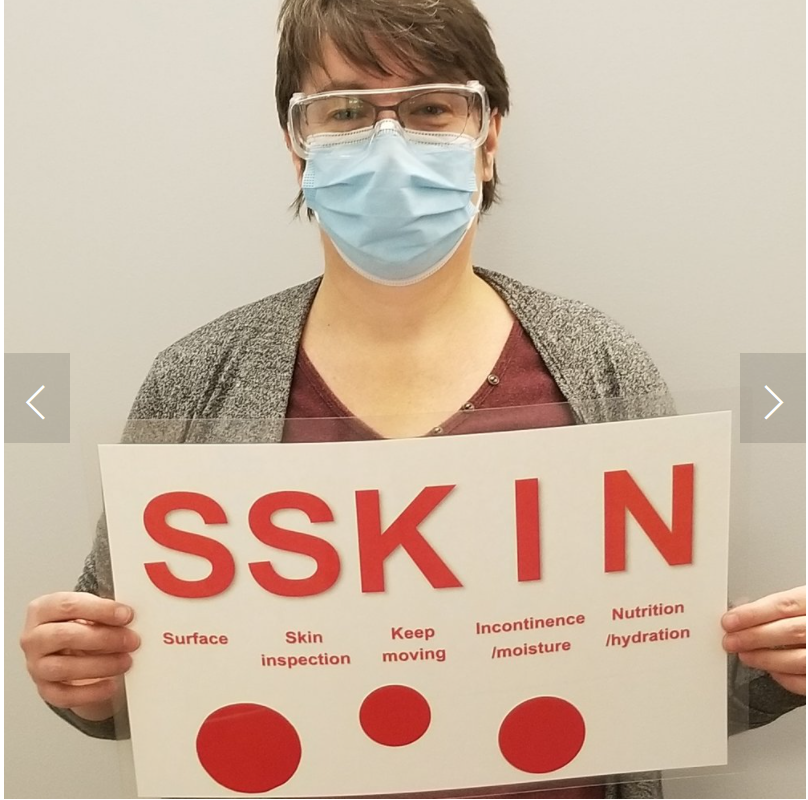 SSKIN
Surface
Skin
inspection
Keep
moving
Incontinence
/moisture
Nutrition
/hydration